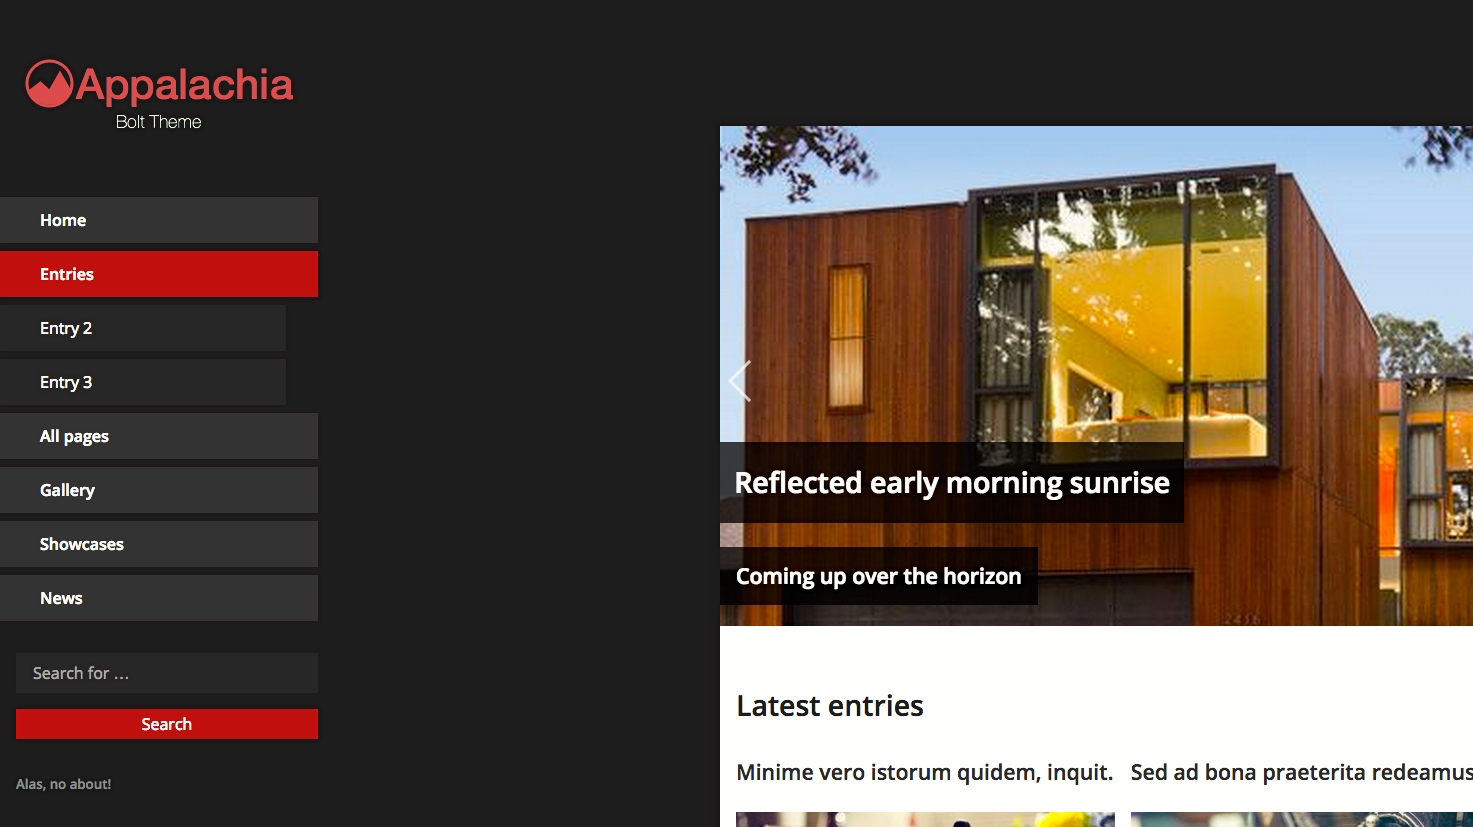 Appalachia
Bolt Theme
Home
Entries
Entry 2
Entry 3
All pages
Gallery
Showcases
News
Search for …
Search
Alas, no about!
Reflected early morning sunrise
Coming up over the horizon
Latest entries
Minime vero istorum quidem, inquit.
Sed ad bona praeterita redeamus